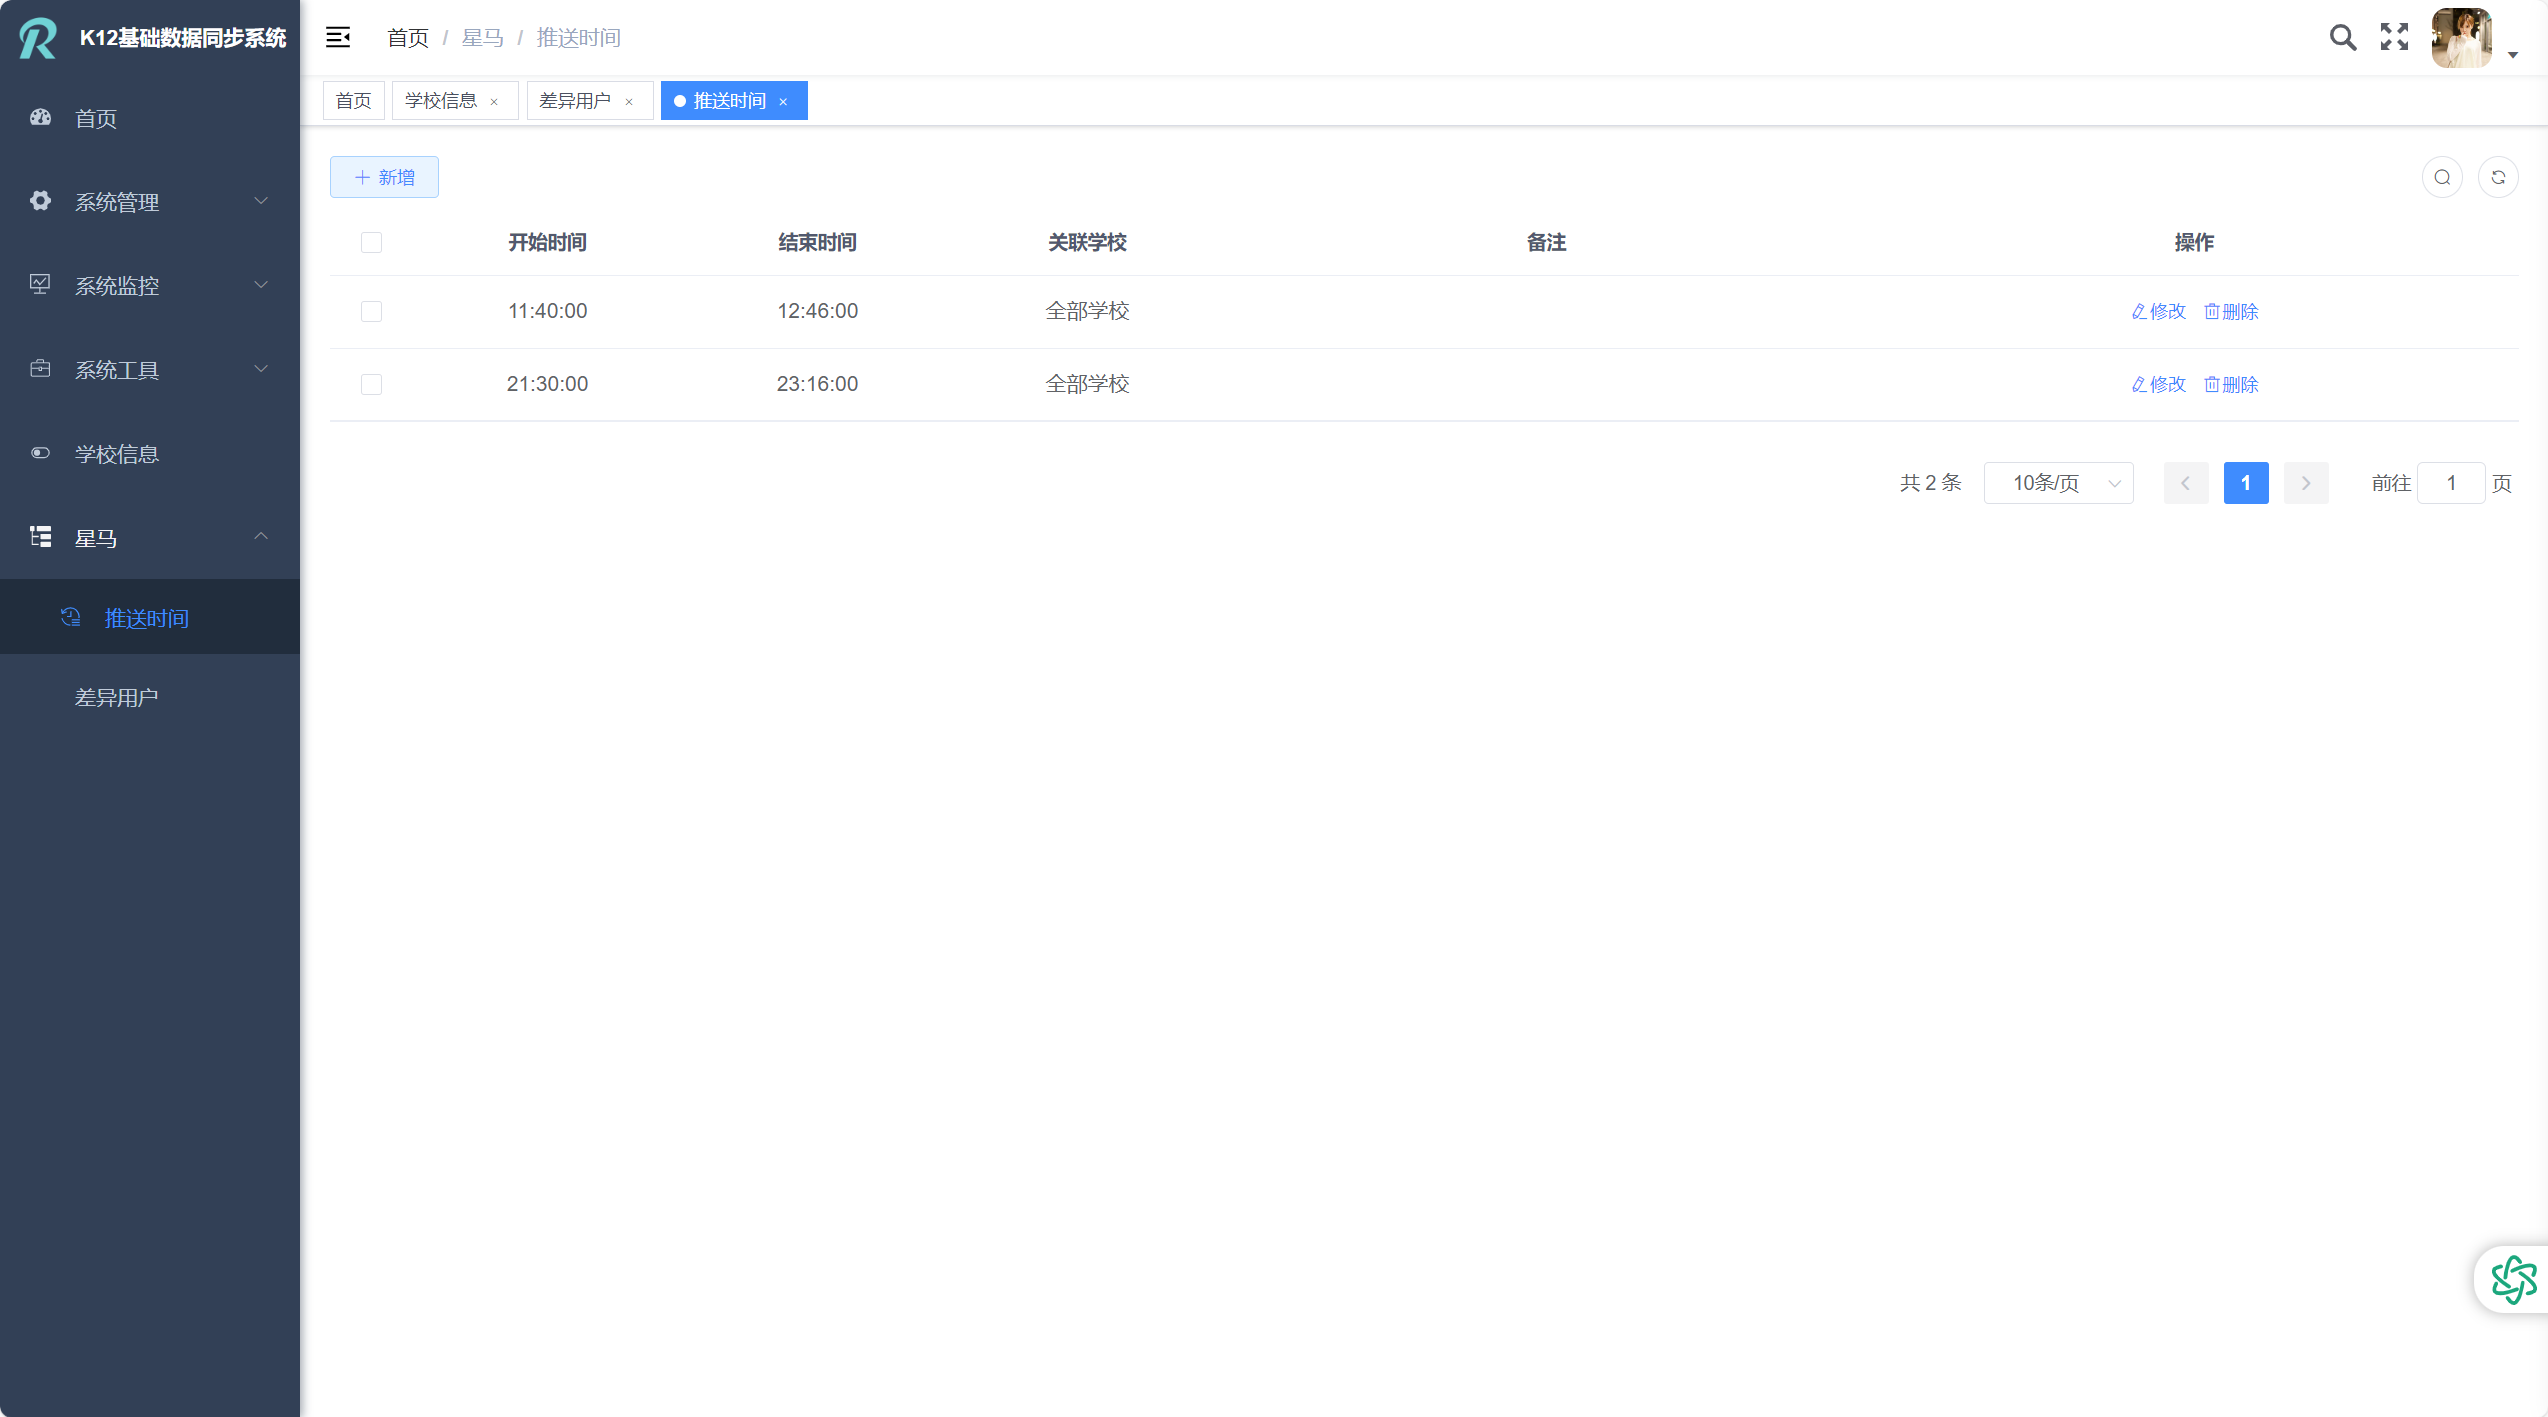 K12基础数据同步系统
首页 / 星马 / 推送时间
首页
学校信息 ×
差异用户 ×
推送时间 ×
首页
系统管理
系统监控
系统工具
学校信息
星马
推送时间
差异用户
新增
开始时间 结束时间 关联学校 备注 操作
11:40:00 12:46:00 全部学校 修改 删除
21:30:00 23:16:00 全部学校 修改 删除
共 2 条 10条/页 1 前往 1 页